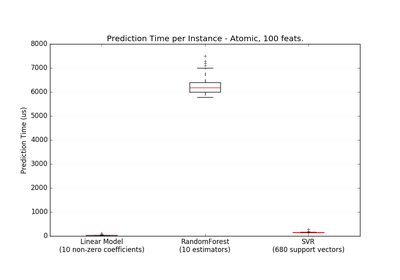 Prediction Time per Instance - Atomic, 100 feats.
8000
7000
6000
5000
4000
3000
2000
1000
0
Prediction Time (us)
Linear Model
(10 non-zero coefficients)
RandomForest
(10 estimators)
SVR
(680 support vectors)